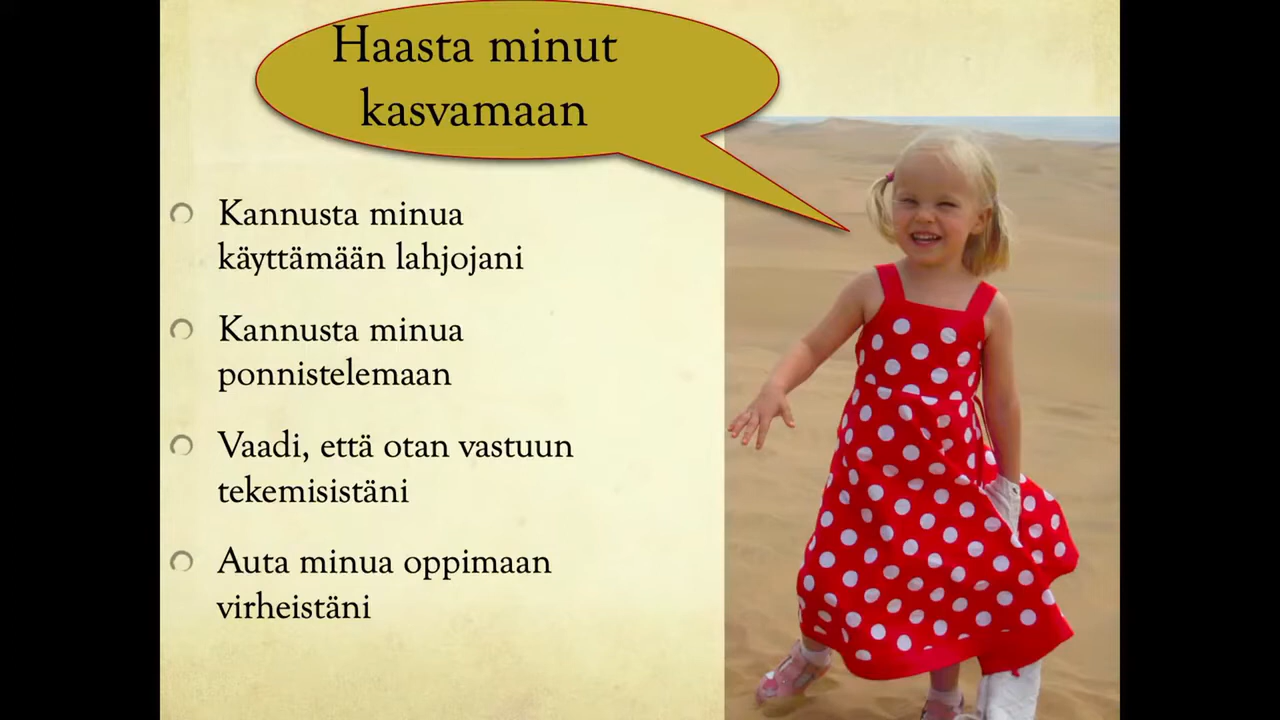 Haasta minut
kasvamaan
Kannusta minua
käyttämään lahjojani
Kannusta minua
ponnistelemaan
Vaadi, että otan vastuun
tekemisistäni
Auta minua oppimaan
virheistäni